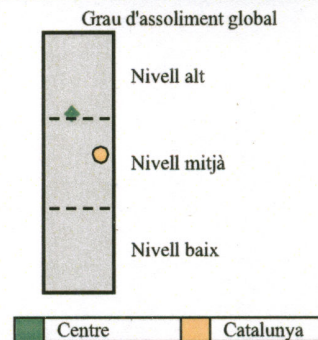 Grau d'assoliment global
Nivell alt
Nivell mitjà
Nivell baix
Centre
Catalunya